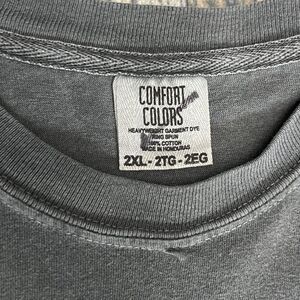 COMFORT
COLORS
HEAVYWEIGHT GARMENT DYE
RING SPUN
100% COTTON
MADE IN HONDURAS
2XL - 2TG - 2EG